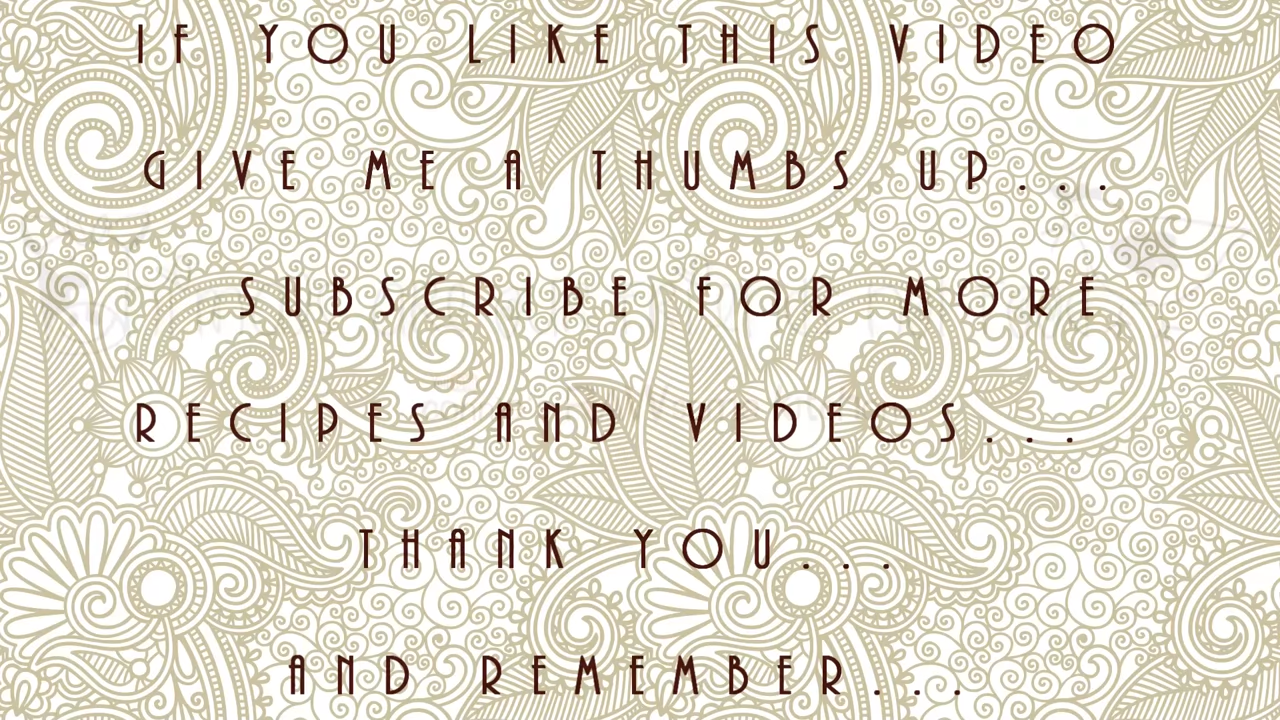 IF YOU LIKE THIS VIDEO
GIVE ME A THUMBS UP...
SUBSCRIBE FOR MORE
RECIPES AND VIDEOS...
THANK YOU...
AND REMEMBER...